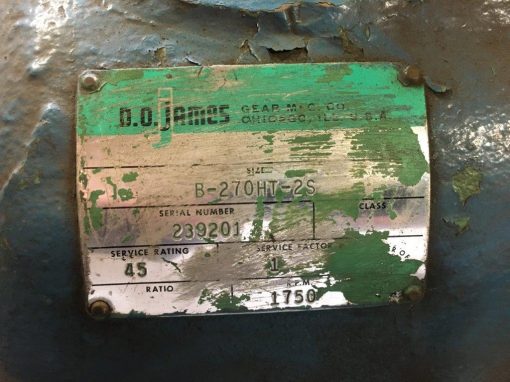 D.O. James GEAR MFG. CO.
CHICAGO, ILL. U.S.A.
SIZE
B-270HT-2S
SERIAL NUMBER CLASS
239201
SERVICE RATING SERVICE FACTOR
45 1
RATIO R.P.M.
1750